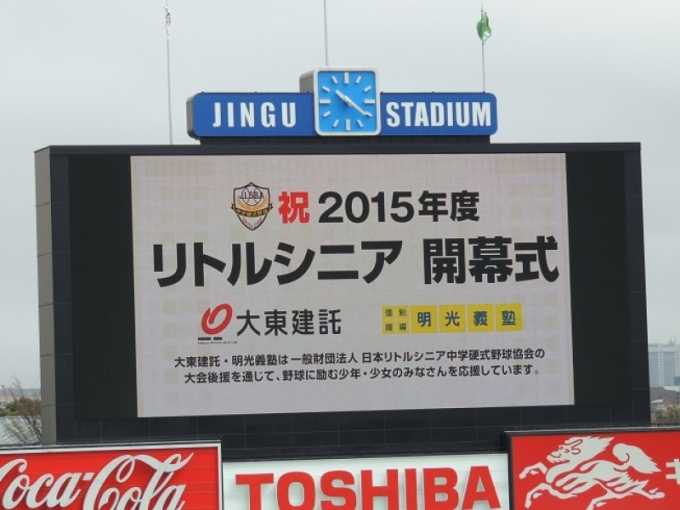 JINGU STADIUM
JLSBA
祝 2015年度
リトルシニア 開幕式
大東建託 個別指導 明光義塾
大東建託・明光義塾は一般財団法人 日本リトルシニア中学硬式野球協会の
大会後援を通じて、野球に励む少年・少女のみなさんを応援しています。
Coca-Cola TOSHIBA キ